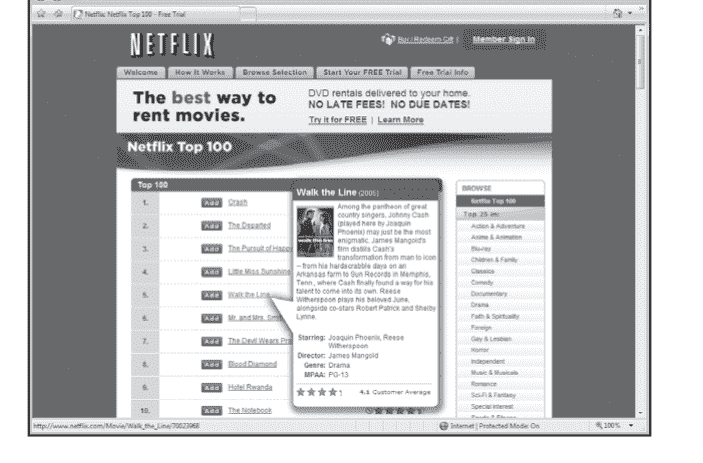 Netflix Netflix Top 100 - Free Trial
NETFLIX
Buy / Redeem Gift | Member Sign In
Welcome How It Works Browse Selection Start Your FREE Trial Free Trial Info
The best way to
rent movies.
DVD rentals delivered to your home.
NO LATE FEES! NO DUE DATES!
Try it for FREE | Learn More
Netflix Top 100
Top 100
1. Add Crash
2. Add The Departed
3. Add The Pursuit of Happ
4. Add Little Miss Sunshine
5. Add Walk the Line
6. Add Mr. and Mrs. Smi
7. Add The Devil Wears Pra
8. Add Blood Diamond
9. Add Hotel Rwanda
10. Add The Notebook
Walk the Line (2005)
Among the pantheon of great
country singers, Johnny Cash
(played here by Joaquin
Phoenix) may just be the most
enigmatic. James Mangold's
film distills Cash's
transformation from man to icon
-- from his hardscrabble days on an
Arkansas farm to Sun Records in Memphis,
Tenn., where Cash finally found a way for his
talent to come into its own. Reese
Witherspoon plays his beloved June,
alongside co-stars Robert Patrick and Shelby
Lynne.
Starring: Joaquin Phoenix, Reese
Witherspoon
Director: James Mangold
Genre: Drama
MPAA: PG-13
4.1 Customer Average
BROWSE
Netflix Top 100
Top 25 in:
Action & Adventure
Anime & Animation
Blu-ray
Children & Family
Classics
Comedy
Documentary
Drama
Faith & Spirituality
Foreign
Gay & Lesbian
Horror
Independent
Music & Musicals
Romance
Sci-Fi & Fantasy
Special Interest
http://www.netflix.com/Movie/Walk_the_Line/70023968
Internet | Protected Mode: On
100%